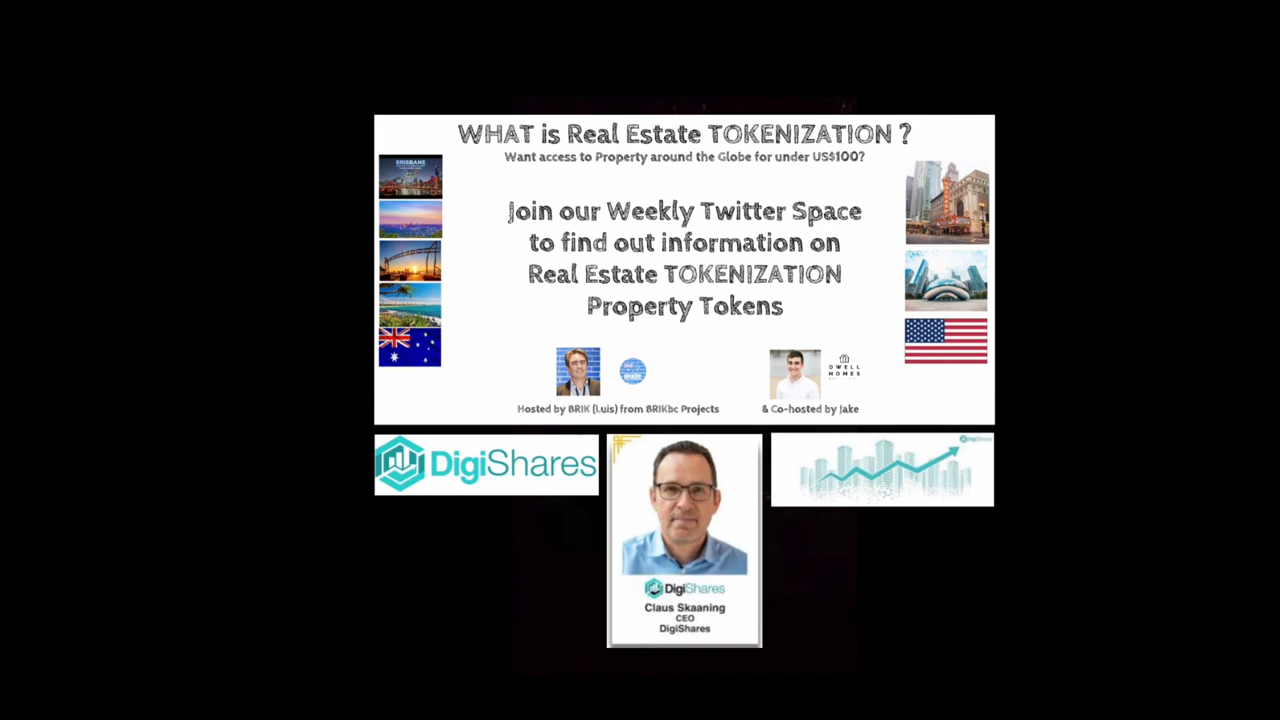 WHAT is Real Estate TOKENIZATION ?
Want access to Property around the Globe for under US$100?
BRISBANE
Join our Weekly Twitter Space
to find out information on
Real Estate TOKENIZATION
Property Tokens
DWELL
HOMES
Hosted by BRIK (Luis) from BRIKbc Projects
& Co-hosted by Jake
DigiShares
DigiShares
DigiShares
Claus Skaaning
CEO
DigiShares